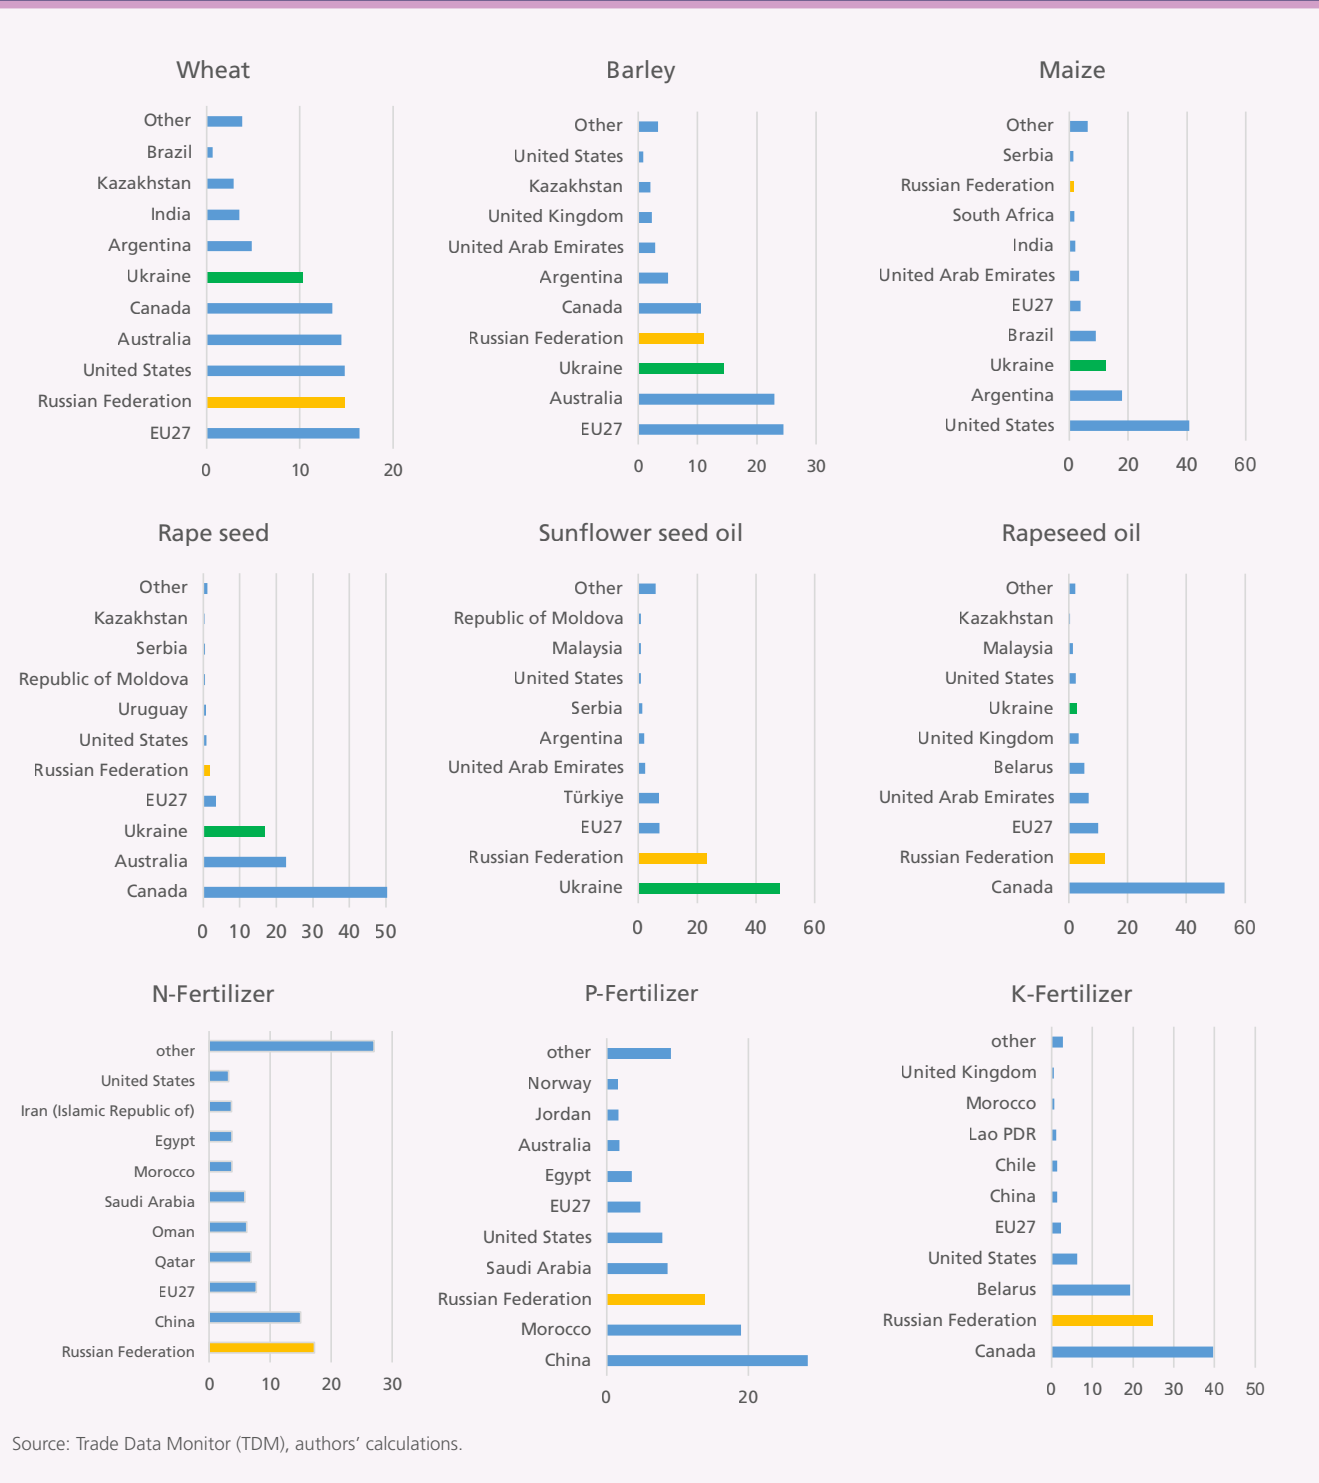 Wheat
Other
Brazil
Kazakhstan
India
Argentina
Ukraine
Canada
Australia
United States
Russian Federation
EU27
0 10 20
Barley
Other
United States
Kazakhstan
United Kingdom
United Arab Emirates
Argentina
Canada
Russian Federation
Ukraine
Australia
EU27
0 10 20 30
Maize
Other
Serbia
Russian Federation
South Africa
India
United Arab Emirates
EU27
Brazil
Ukraine
Argentina
United States
0 20 40 60
Rape seed
Other
Kazakhstan
Serbia
Republic of Moldova
Uruguay
United States
Russian Federation
EU27
Ukraine
Australia
Canada
0 10 20 30 40 50
Sunflower seed oil
Other
Republic of Moldova
Malaysia
United States
Serbia
Argentina
United Arab Emirates
Türkiye
EU27
Russian Federation
Ukraine
0 20 40 60
Rapeseed oil
Other
Kazakhstan
Malaysia
United States
Ukraine
United Kingdom
Belarus
United Arab Emirates
EU27
Russian Federation
Canada
0 20 40 60
N-Fertilizer
other
United States
Iran (Islamic Republic of)
Egypt
Morocco
Saudi Arabia
Oman
Qatar
EU27
China
Russian Federation
0 10 20 30
P-Fertilizer
other
Norway
Jordan
Australia
Egypt
EU27
United States
Saudi Arabia
Russian Federation
Morocco
China
0 20
K-Fertilizer
other
United Kingdom
Morocco
Lao PDR
Chile
China
EU27
United States
Belarus
Russian Federation
Canada
0 10 20 30 40 50
Source: Trade Data Monitor (TDM), authors’ calculations.